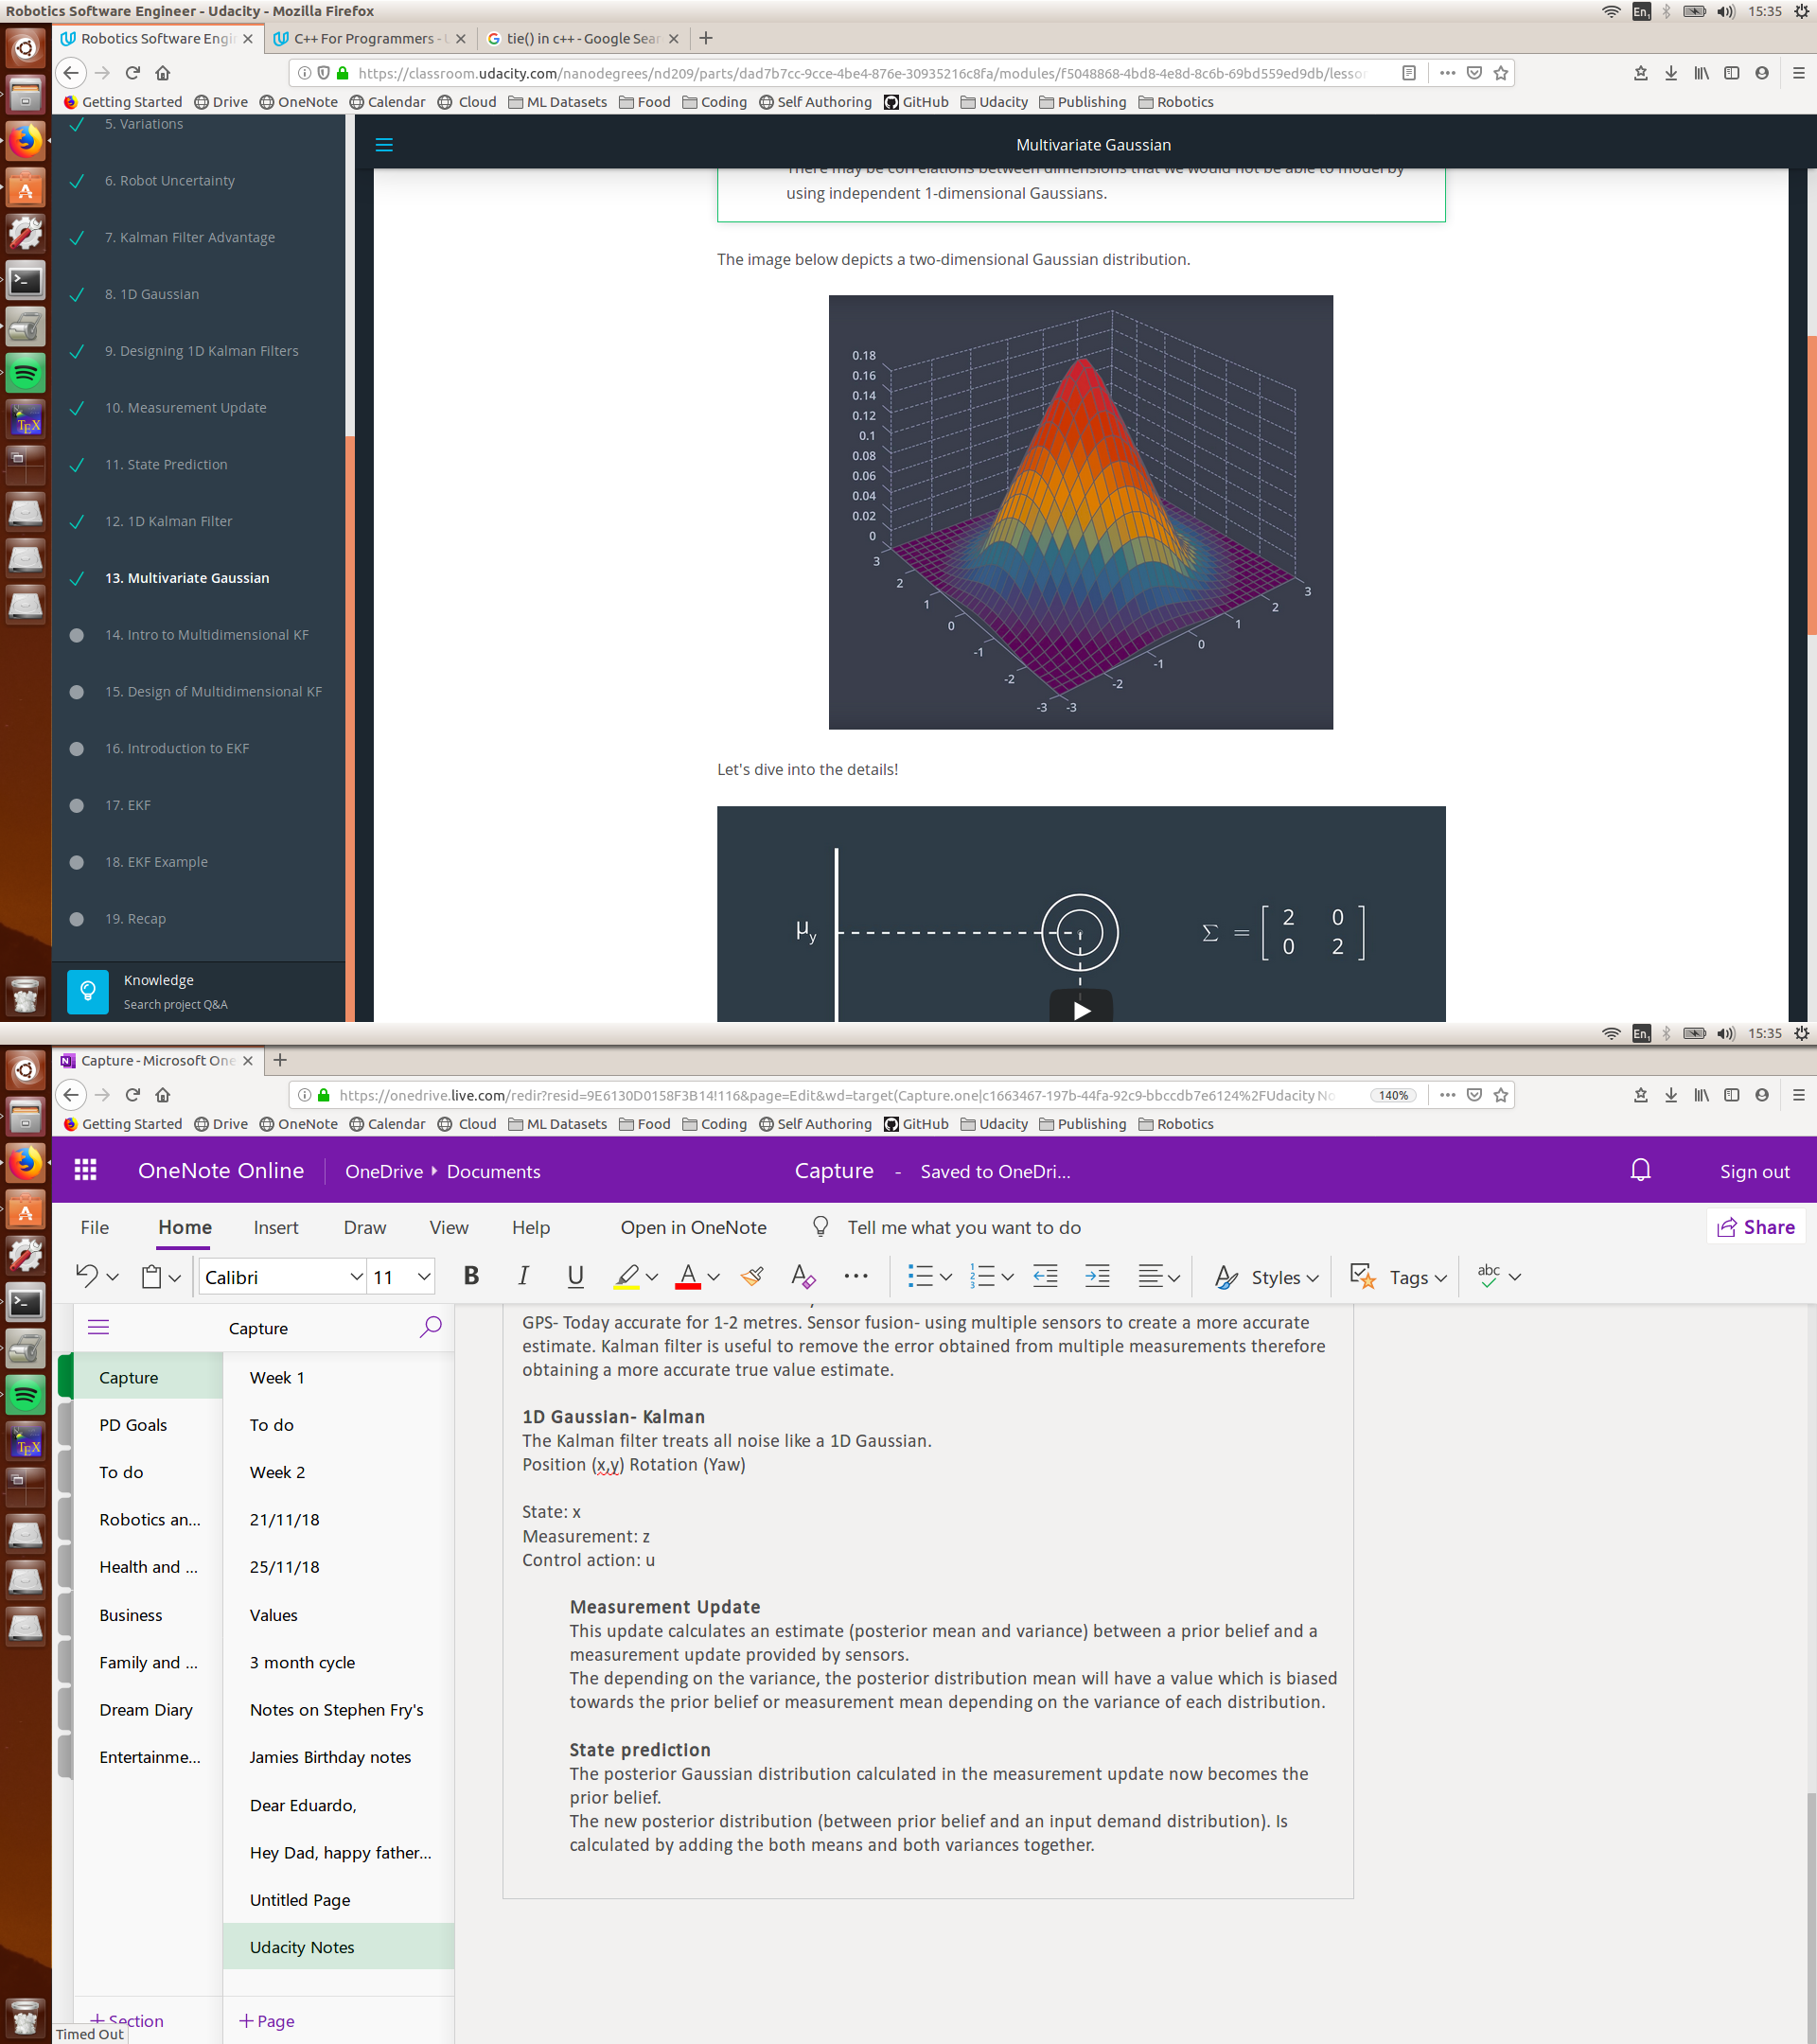 Robotics Software Engineer - Udacity - Mozilla Firefox
En 15:35
Robotics Software Engin
C++ For Programmers - U
tie() in c++ - Google Sear
https://classroom.udacity.com/nanodegrees/nd209/parts/dad7b7cc-9cce-4be4-876e-30935216c8fa/modules/f5048868-4bd8-4e8d-8c6b-69bd559ed9db/lesson
Getting Started Drive OneNote Calendar Cloud ML Datasets Food Coding Self Authoring GitHub Udacity Publishing Robotics
5. Variations
6. Robot Uncertainty
7. Kalman Filter Advantage
8. 1D Gaussian
9. Designing 1D Kalman Filters
10. Measurement Update
11. State Prediction
12. 1D Kalman Filter
13. Multivariate Gaussian
14. Intro to Multidimensional KF
15. Design of Multidimensional KF
16. Introduction to EKF
17. EKF
18. EKF Example
19. Recap
Knowledge
Search project Q&A
Multivariate Gaussian
There may be correlations between dimensions that we would not be able to model by
using independent 1-dimensional Gaussians.
The image below depicts a two-dimensional Gaussian distribution.
0.18
0.16
0.14
0.12
0.1
0.08
0.06
0.04
0.02
0
3
2
1
0
-1
-2
-3
-3
-2
-1
0
1
2
3
Let's dive into the details!
μy
Σ = [ 2 0
0 2 ]
En 15:35
Capture - Microsoft One
https://onedrive.live.com/redir?resid=9E6130D0158F3B14!116&page=Edit&wd=target(Capture.one|c1663467-197b-44fa-92c9-bbccdb7e6124%2FUdacity No 140%
Getting Started Drive OneNote Calendar Cloud ML Datasets Food Coding Self Authoring GitHub Udacity Publishing Robotics
OneNote Online OneDrive Documents Capture - Saved to OneDri... Sign out
File Home Insert Draw View Help Open in OneNote Tell me what you want to do Share
Calibri 11 B I U A A Styles Tags abc
TEX
Capture
Capture
PD Goals
To do
Robotics an...
Health and ...
Business
Family and ...
Dream Diary
Entertainme...
+ Section
Week 1
To do
Week 2
21/11/18
25/11/18
Values
3 month cycle
Notes on Stephen Fry's
Jamies Birthday notes
Dear Eduardo,
Hey Dad, happy father...
Untitled Page
Udacity Notes
+ Page
GPS- Today accurate for 1-2 metres. Sensor fusion- using multiple sensors to create a more accurate
estimate. Kalman filter is useful to remove the error obtained from multiple measurements therefore
obtaining a more accurate true value estimate.
1D Gaussian- Kalman
The Kalman filter treats all noise like a 1D Gaussian.
Position (x,y) Rotation (Yaw)
State: x
Measurement: z
Control action: u
Measurement Update
This update calculates an estimate (posterior mean and variance) between a prior belief and a
measurement update provided by sensors.
The depending on the variance, the posterior distribution mean will have a value which is biased
towards the prior belief or measurement mean depending on the variance of each distribution.
State prediction
The posterior Gaussian distribution calculated in the measurement update now becomes the
prior belief.
The new posterior distribution (between prior belief and an input demand distribution). Is
calculated by adding the both means and both variances together.
Timed Out